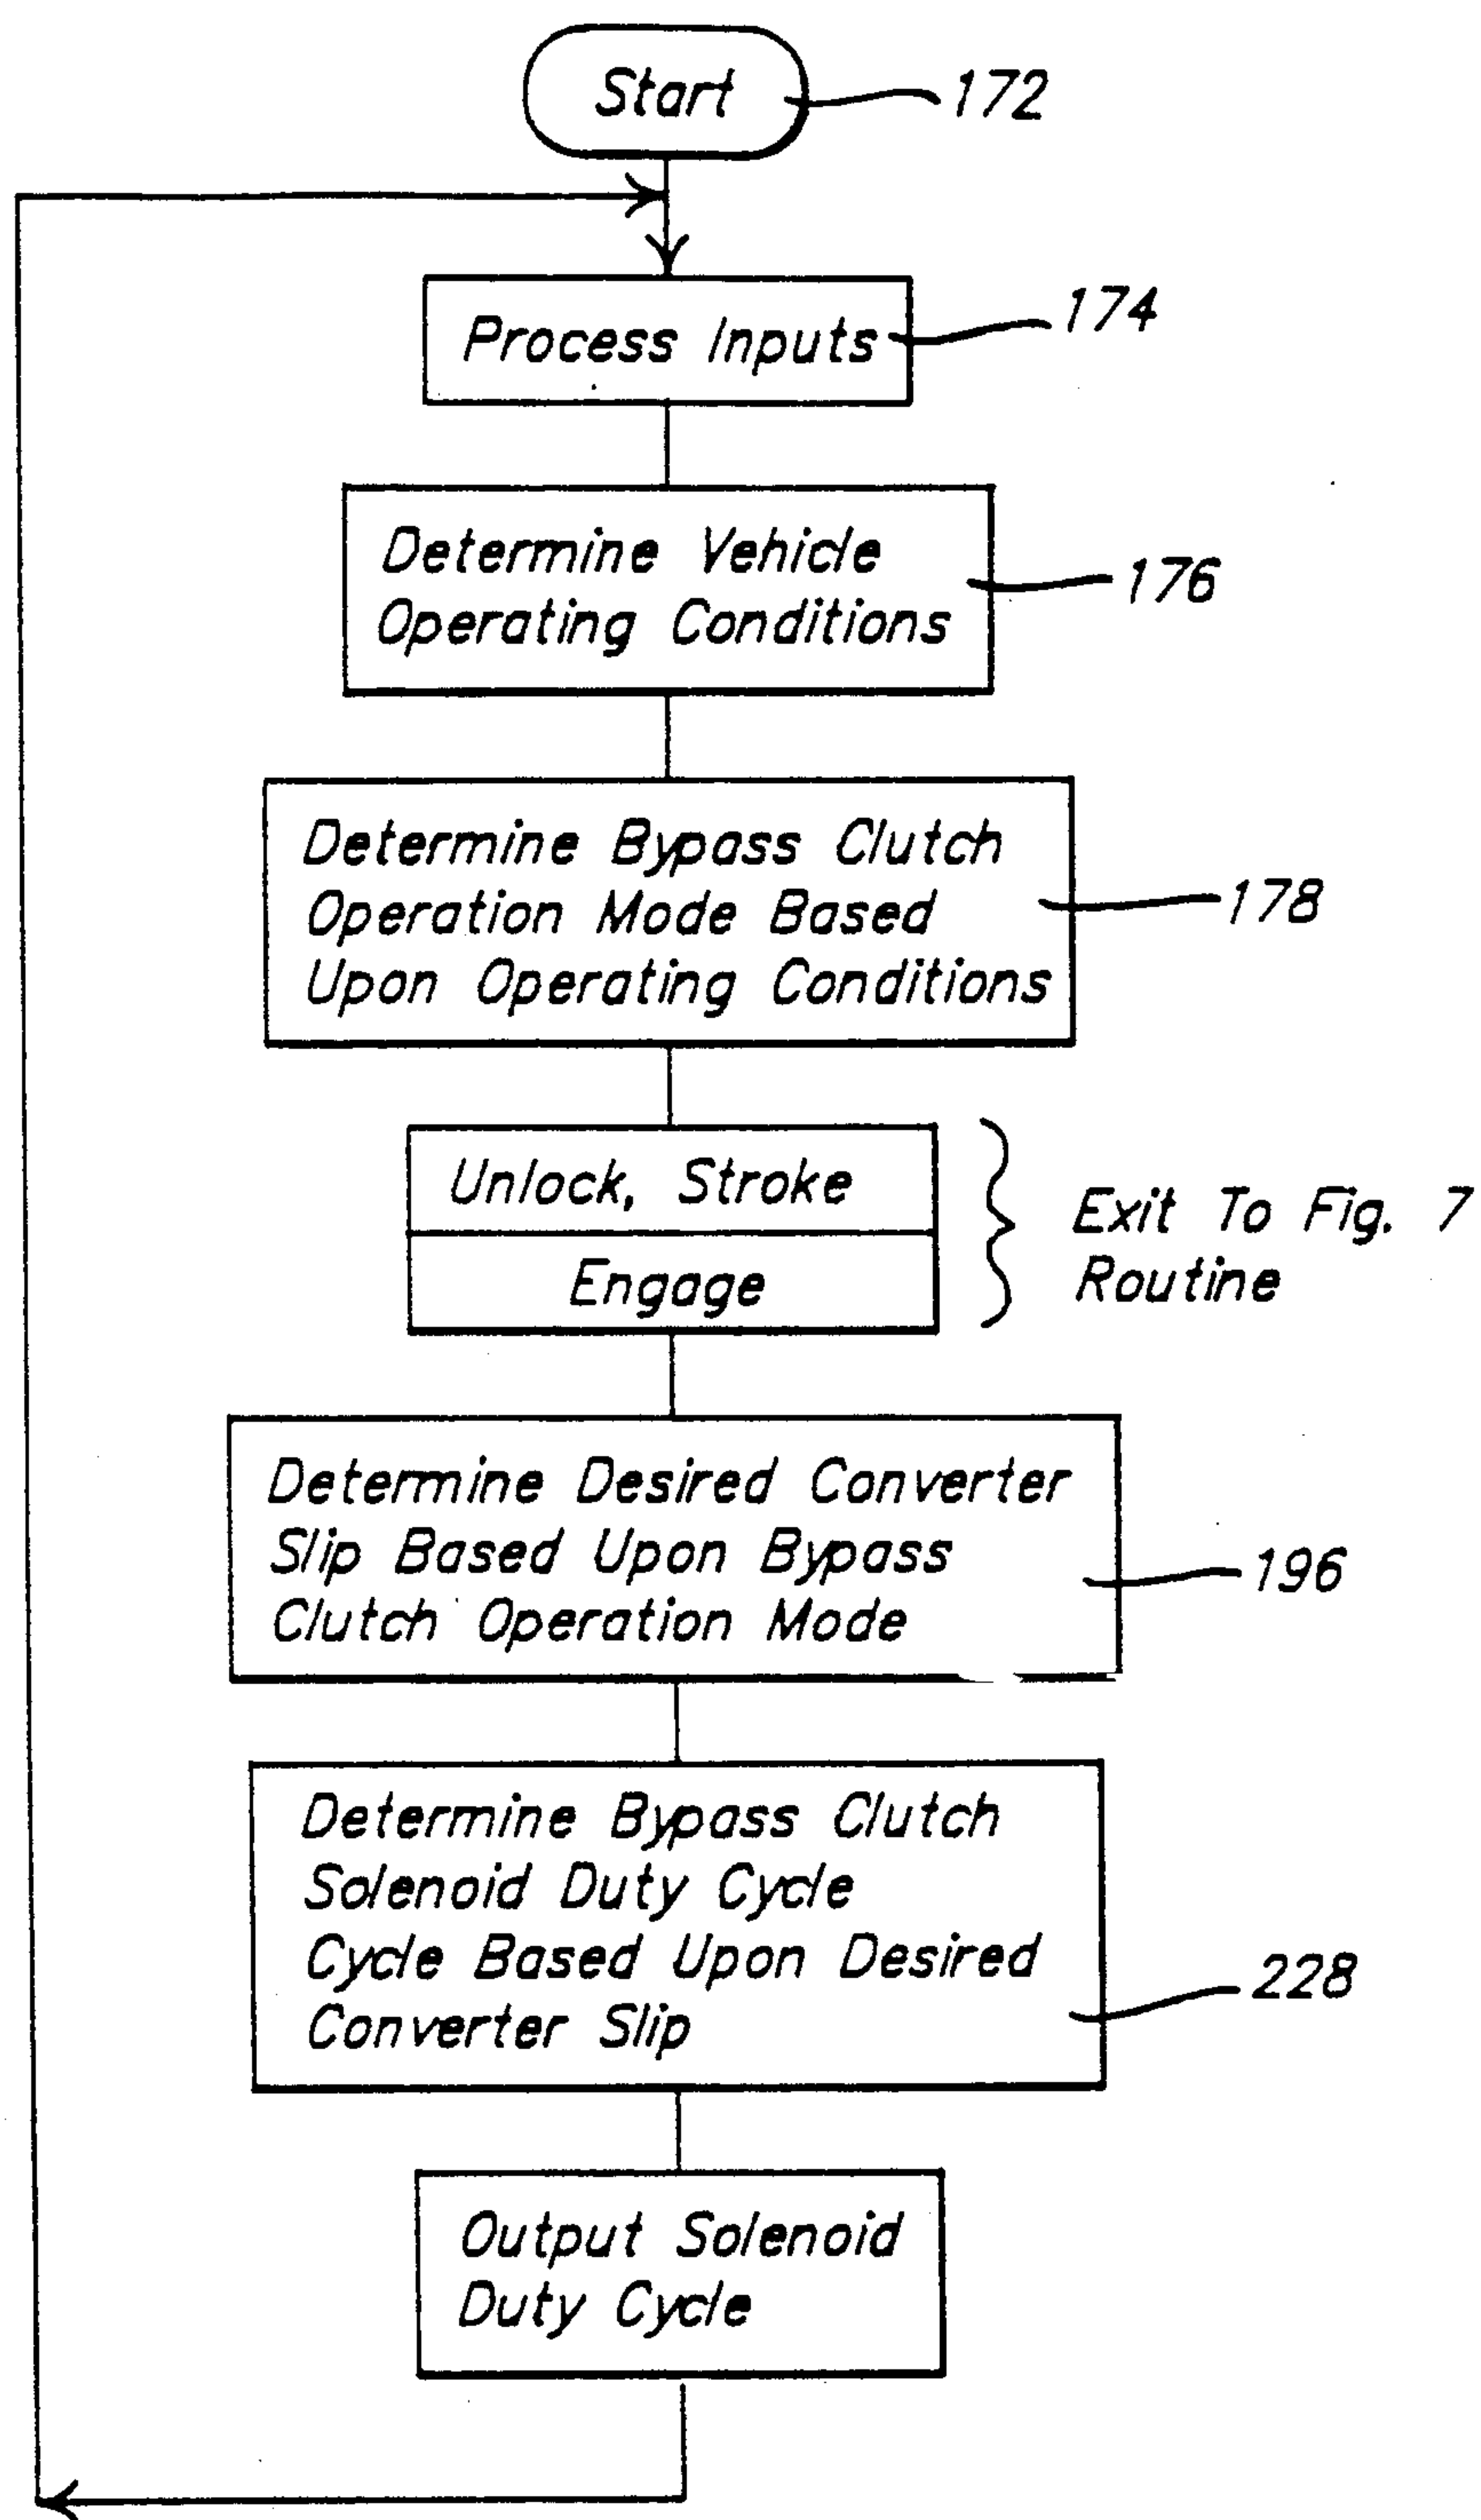 Start
172
Process Inputs
174
Determine Vehicle
Operating Conditions
176
Determine Bypass Clutch
Operation Mode Based
Upon Operating Conditions
178
Unlock, Stroke
Engage
Exit To Fig. 7
Routine
Determine Desired Converter
Slip Based Upon Bypass
Clutch Operation Mode
196
Determine Bypass Clutch
Solenoid Duty Cycle
Cycle Based Upon Desired
Converter Slip
228
Output Solenoid
Duty Cycle